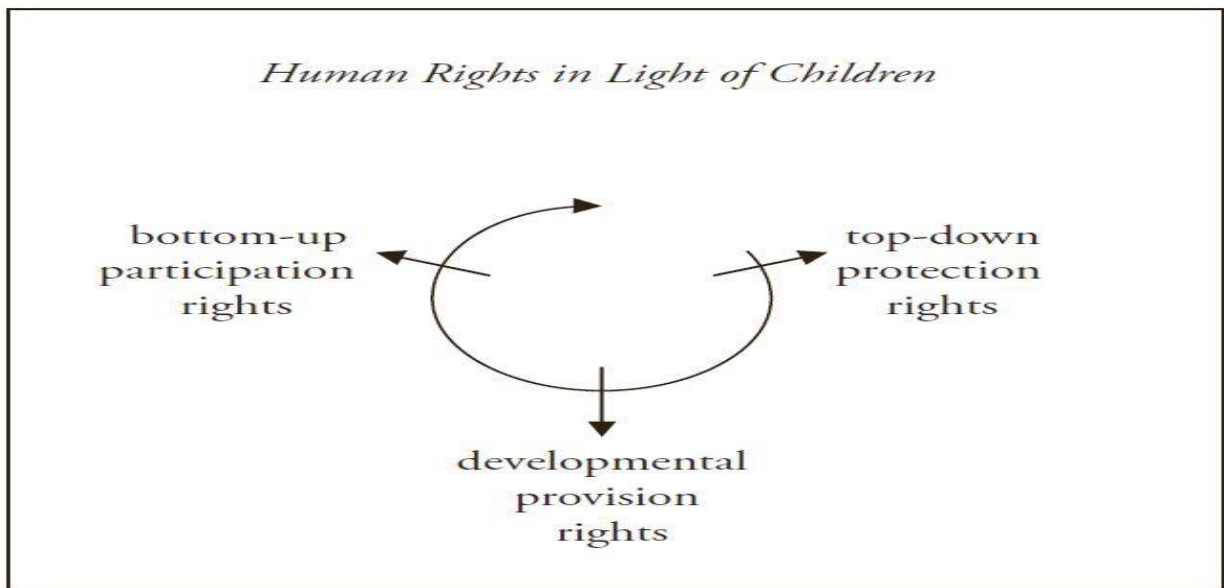 Human Rights in Light of Children
bottom-up
participation
rights
top-down
protection
rights
developmental
provision
rights